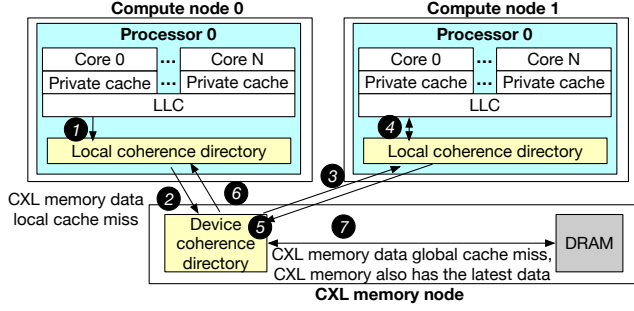 Compute node 0
Compute node 1
Processor 0
Processor 0
Core 0 ... Core N
Core 0 ... Core N
Private cache ... Private cache
Private cache ... Private cache
LLC
LLC
1
4
Local coherence directory
Local coherence directory
3
2
6
CXL memory data
local cache miss
Device
coherence
directory
5
7
CXL memory data global cache miss,
CXL memory also has the latest data
DRAM
CXL memory node